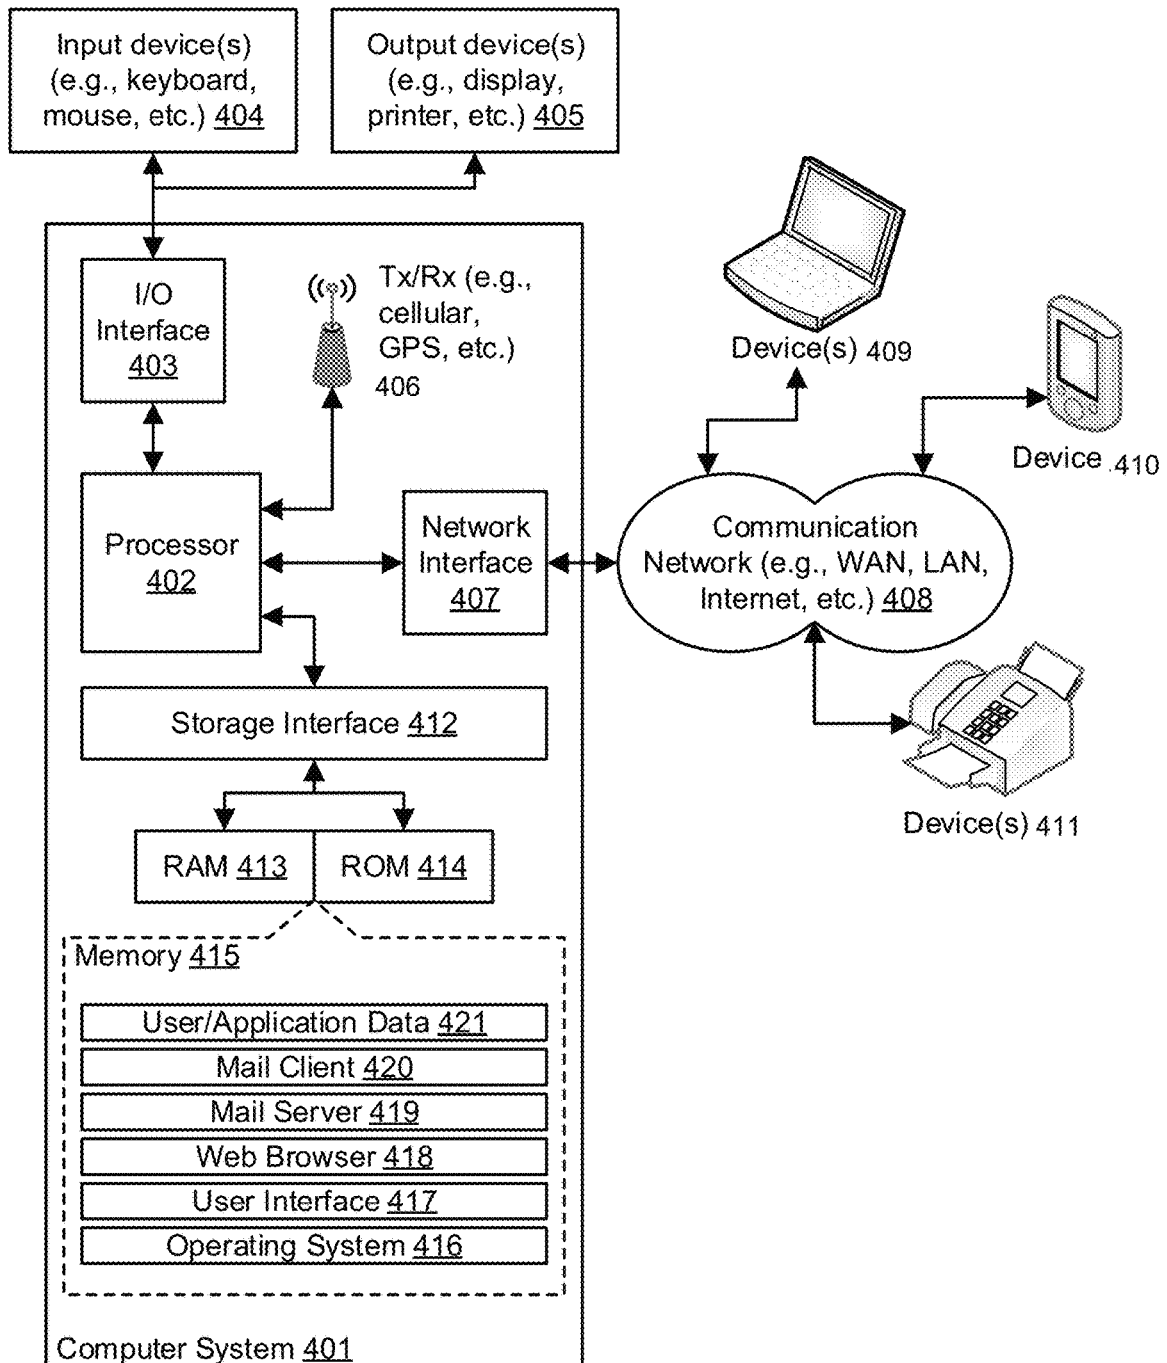 Input device(s)
(e.g., keyboard,
mouse, etc.) 404
Output device(s)
(e.g., display,
printer, etc.) 405
I/O
Interface
403
Tx/Rx (e.g.,
cellular,
GPS, etc.)
406
Device(s) 409
Device .410
Processor
402
Network
Interface
407
Communication
Network (e.g., WAN, LAN,
Internet, etc.) 408
Storage Interface 412
Device(s) 411
RAM 413
ROM 414
Memory 415
User/Application Data 421
Mail Client 420
Mail Server 419
Web Browser 418
User Interface 417
Operating System 416
Computer System 401